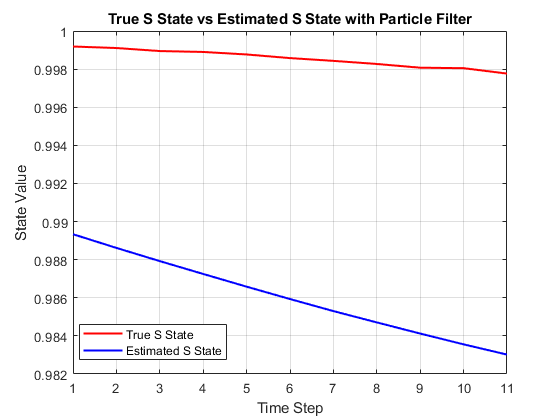 True S State vs Estimated S State with Particle Filter
1
0.998
0.996
0.994
0.992
0.99
0.988
0.986
0.984
0.982
State Value
True S State
Estimated S State
1 2 3 4 5 6 7 8 9 10 11
Time Step